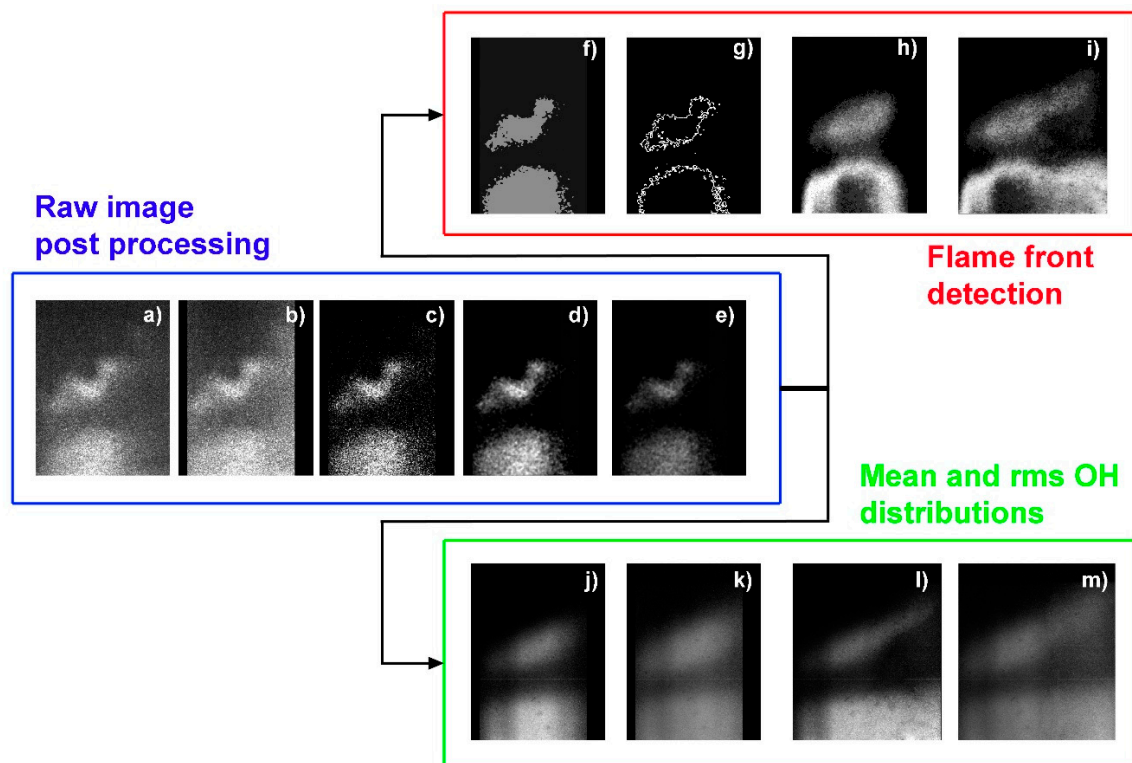 f)
g)
h)
i)
Raw image
post processing
Flame front
detection
a)
b)
c)
d)
e)
Mean and rms OH
distributions
j)
k)
l)
m)